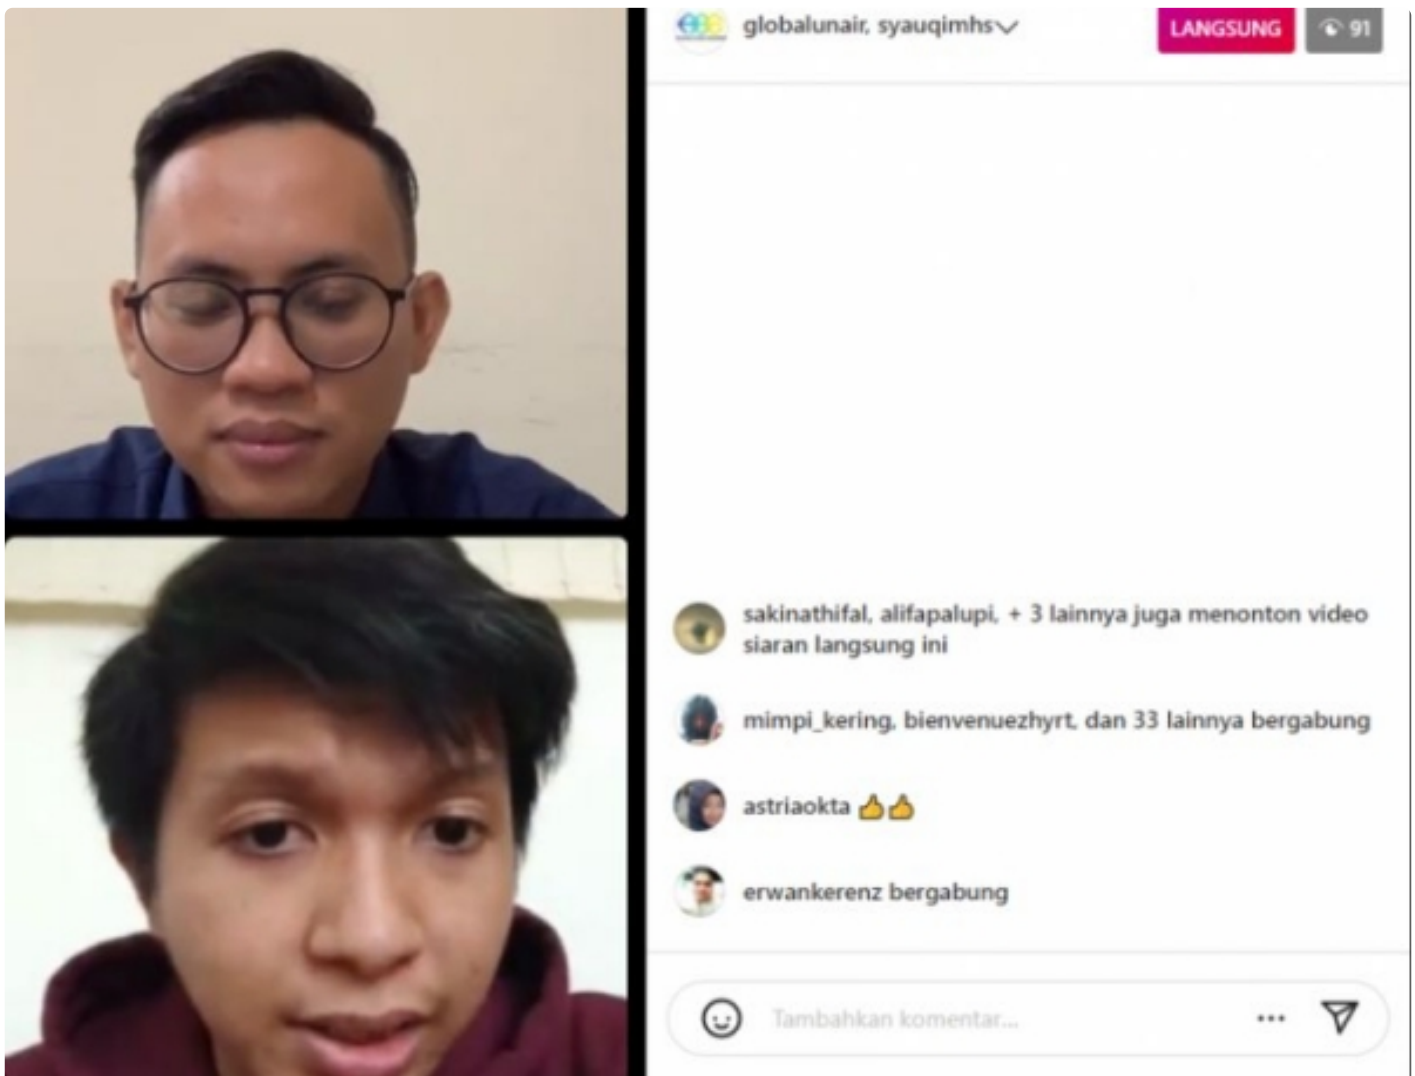 globalunair, syauqimhs
LANGSUNG
91
sakinathifal, alifapalupi, + 3 lainnya juga menonton video
siaran langsung ini
mimpi_kering, bienvenuezhyrt, dan 33 lainnya bergabung
astriaokta 👍👍
erwankerenz bergabung
Tambahkan komentar...